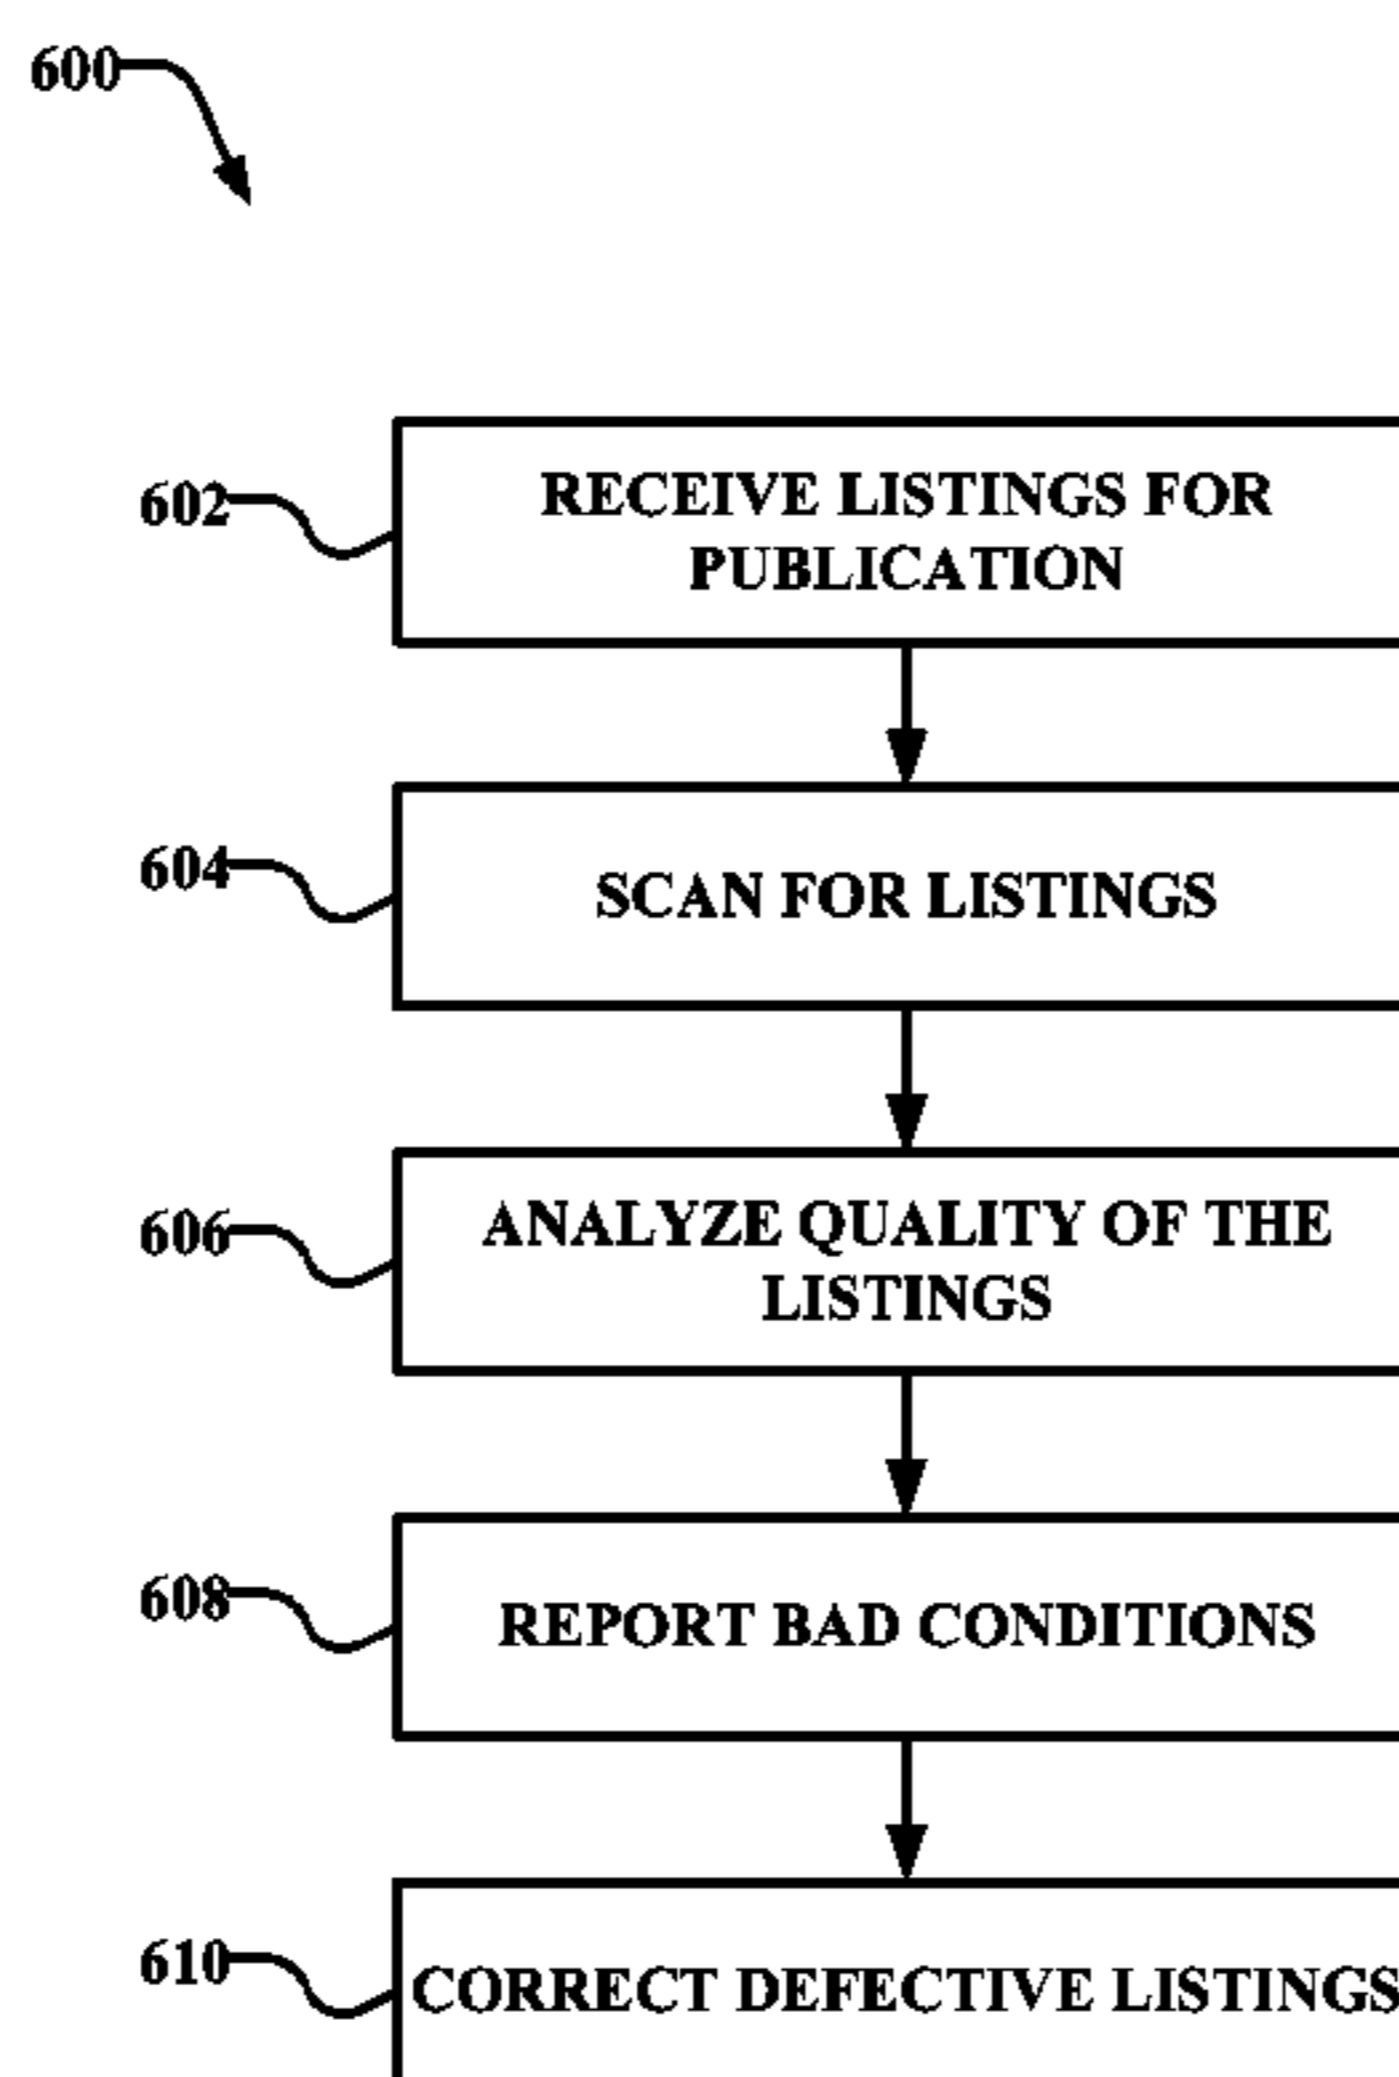 600
602
RECEIVE LISTINGS FOR
PUBLICATION
604
SCAN FOR LISTINGS
606
ANALYZE QUALITY OF THE
LISTINGS
608
REPORT BAD CONDITIONS
610
CORRECT DEFECTIVE LISTINGS